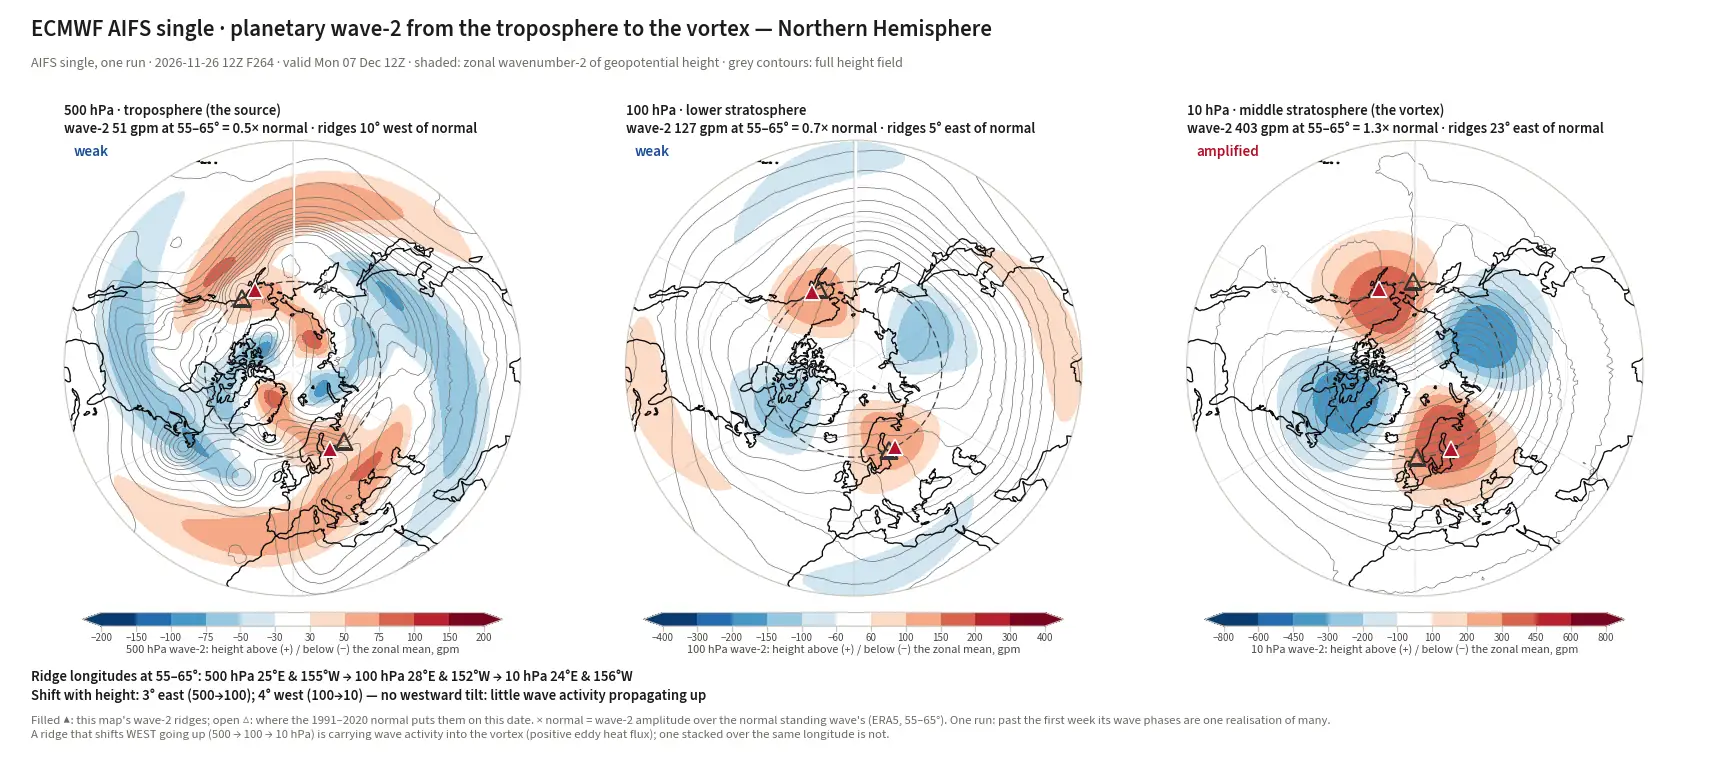 ECMWF AIFS single · planetary wave-2 from the troposphere to the vortex — Northern Hemisphere
AIFS single, one run · 2026-11-26 12Z F264 · valid Mon 07 Dec 12Z · shaded: zonal wavenumber-2 of geopotential height · grey contours: full height field
500 hPa · troposphere (the source)
wave-2 51 gpm at 55–65° = 0.5× normal · ridges 10° west of normal
weak
100 hPa · lower stratosphere
wave-2 127 gpm at 55–65° = 0.7× normal · ridges 5° east of normal
weak
10 hPa · middle stratosphere (the vortex)
wave-2 403 gpm at 55–65° = 1.3× normal · ridges 23° east of normal
amplified
−200 −150 −100 −75 −50 −30 30 50 75 100 150 200
500 hPa wave-2: height above (+) / below (−) the zonal mean, gpm
−400 −300 −200 −150 −100 −60 60 100 150 200 300 400
100 hPa wave-2: height above (+) / below (−) the zonal mean, gpm
−800 −600 −450 −300 −200 −100 100 200 300 450 600 800
10 hPa wave-2: height above (+) / below (−) the zonal mean, gpm
Ridge longitudes at 55–65°: 500 hPa 25°E & 155°W → 100 hPa 28°E & 152°W → 10 hPa 24°E & 156°W
Shift with height: 3° east (500→100); 4° west (100→10) — no westward tilt: little wave activity propagating up
Filled ▲: this map's wave-2 ridges; open △: where the 1991–2020 normal puts them on this date. × normal = wave-2 amplitude over the normal standing wave's (ERA5, 55–65°). One run: past the first week its wave phases are one realisation of many.
A ridge that shifts WEST going up (500 → 100 → 10 hPa) is carrying wave activity into the vortex (positive eddy heat flux); one stacked over the same longitude is not.